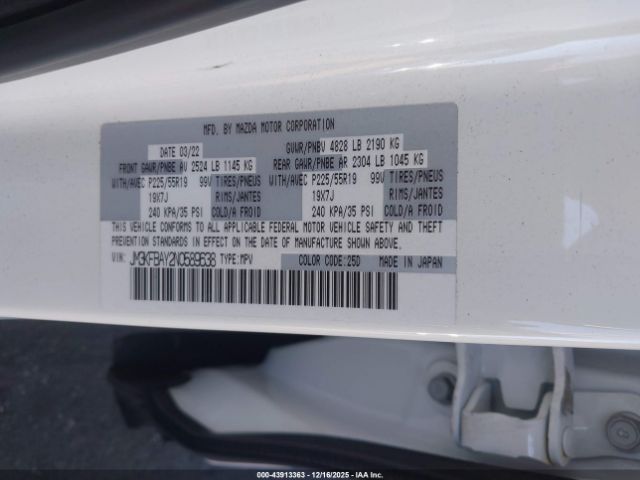 MFD. BY MAZDA MOTOR CORPORATION
DATE 03/22 GVWR/PNBV 4828 LB 2190 KG
FRONT GAWR/PNBE AV 2524 LB 1145 KG REAR GAWR/PNBE AR 2304 LB 1045 KG
WITH/AVEC P225/55R19 99V TIRES/PNEUS WITH/AVEC P225/55R19 99V TIRES/PNEUS
19X7J RIMS/JANTES 19X7J RIMS/JANTES
240 KPA/35 PSI COLD/A FROID 240 KPA/35 PSI COLD/A FROID
THIS VEHICLE CONFORMS TO ALL APPLICABLE FEDERAL MOTOR VEHICLE SAFETY AND THEFT
PREVENTION STANDARDS IN EFFECT ON THE DATE OF MANUFACTURE SHOWN ABOVE.
VIN: JM3KFBAY2N0589638 TYPE:MPV COLOR CODE:25D MADE IN JAPAN
000-43913363 - 12/16/2025 - IAA Inc.